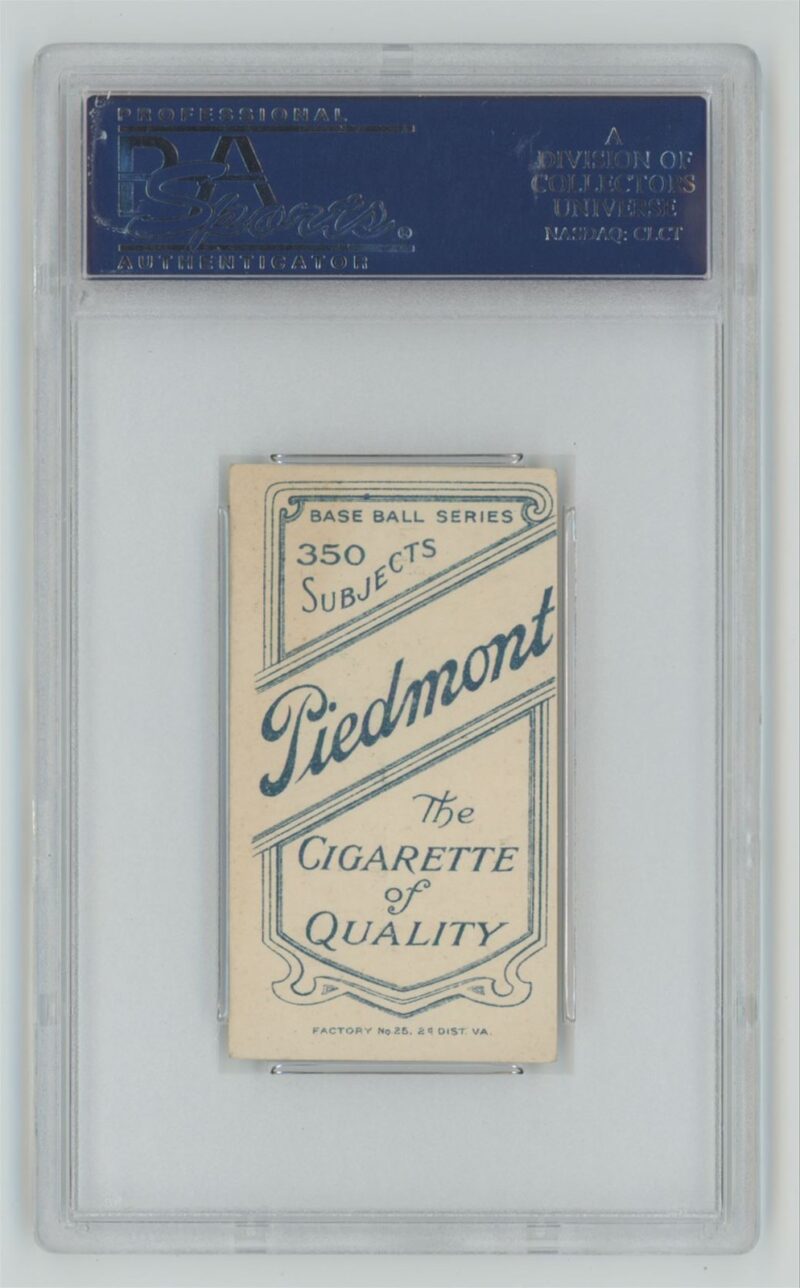 PROFESSIONAL
PSA
Sports®
AUTHENTICATOR
A
DIVISION OF
COLLECTORS
UNIVERSE
NASDAQ: CLCT
BASE BALL SERIES
350
SUBJECTS
Piedmont
The
CIGARETTE
of
QUALITY
FACTORY No. 25, 2d DIST. VA.